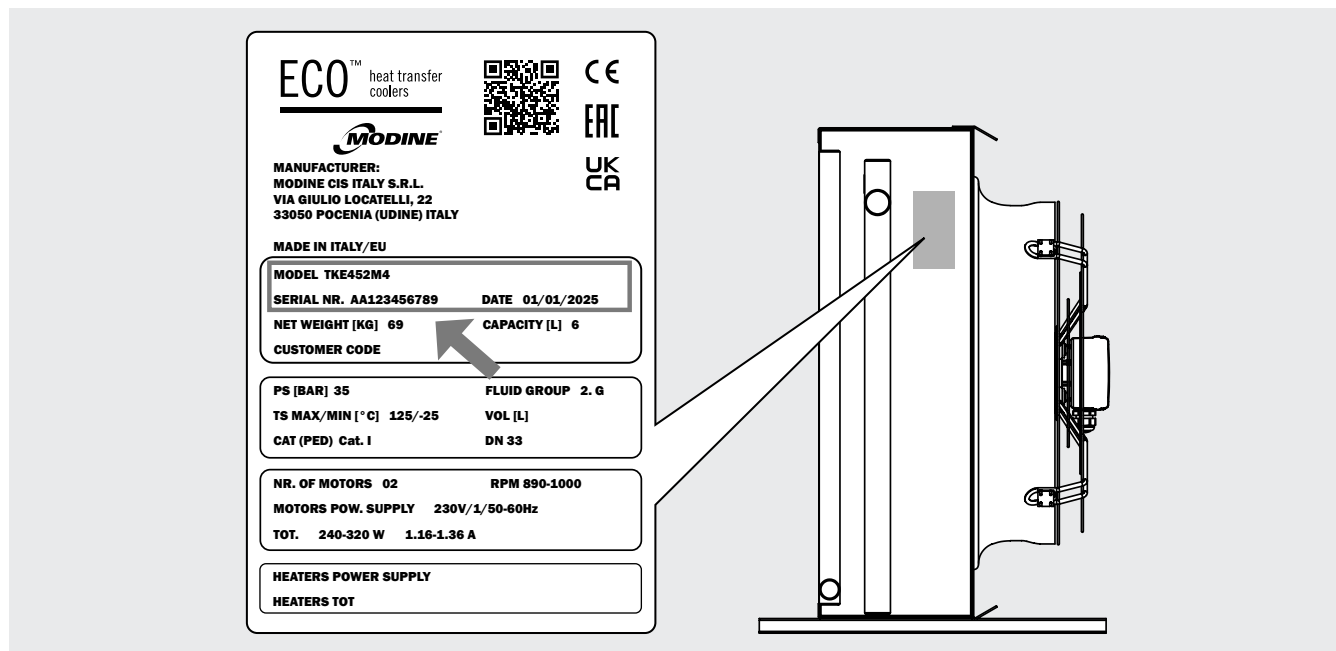 ECO™ heat transfer
coolers
MODINE
CE
EAC
UK
CA
MANUFACTURER:
MODINE CIS ITALY S.R.L.
VIA GIULIO LOCATELLI, 22
33050 POCENIA (UDINE) ITALY
MADE IN ITALY/EU
MODEL TKE452M4
SERIAL NR. AA123456789 DATE 01/01/2025
NET WEIGHT [KG] 69 CAPACITY [L] 6
CUSTOMER CODE
PS [BAR] 35 FLUID GROUP 2. G
TS MAX/MIN [°C] 125/-25 VOL [L]
CAT (PED) Cat. I DN 33
NR. OF MOTORS 02 RPM 890-1000
MOTORS POW. SUPPLY 230V/1/50-60Hz
TOT. 240-320 W 1.16-1.36 A
HEATERS POWER SUPPLY
HEATERS TOT